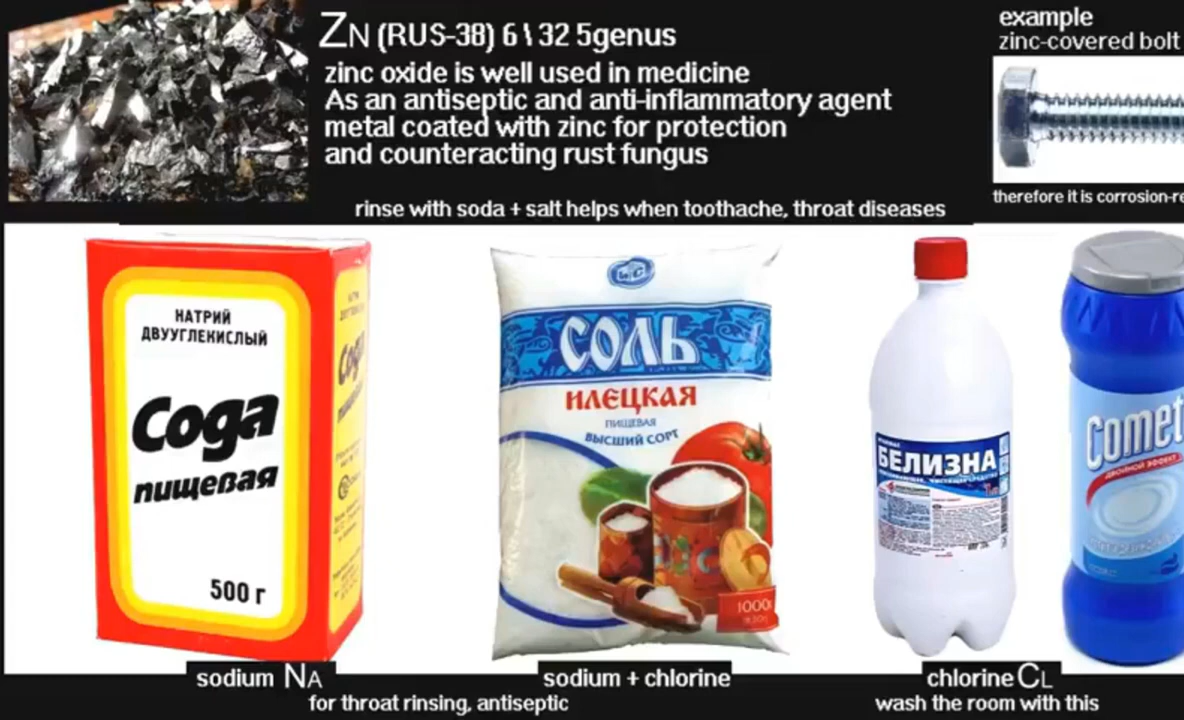 ZN (RUS-38) 6\32 5genus
zinc oxide is well used in medicine
As an antiseptic and anti-inflammatory agent
metal coated with zinc for protection
and counteracting rust fungus
example
zinc-covered bolt
therefore it is corrosion-re
rinse with soda + salt helps when toothache, throat diseases
НАТРИЙ
ДВУУГЛЕКИСЛЫЙ
Сода
пищевая
500 г
СОЛЬ
ИЛЕЦКАЯ
ПИЩЕВАЯ
ВЫСШИЙ СОРТ
1000
БЕЛИЗНА
Comet
ДВОЙНОЙ ЭФФЕКТ
sodium NA
sodium + chlorine
chlorine CL
for throat rinsing, antiseptic
wash the room with this